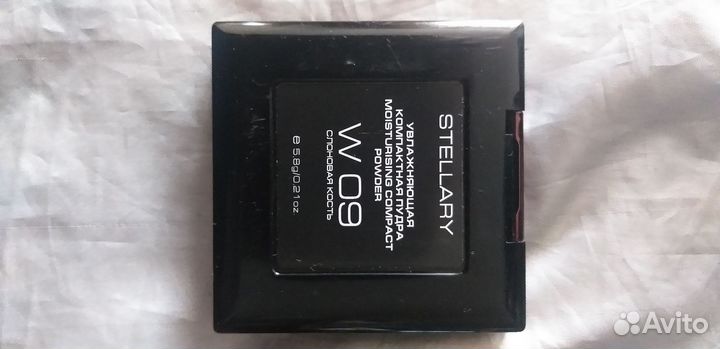 STELLARY
УВЛАЖНЯЮЩАЯ
КОМПАКТНАЯ ПУДРА
MOISTURISING COMPACT
POWDER
W 09
СЛОНОВАЯ КОСТЬ
℮ 5.8g/0.21oz
Avito